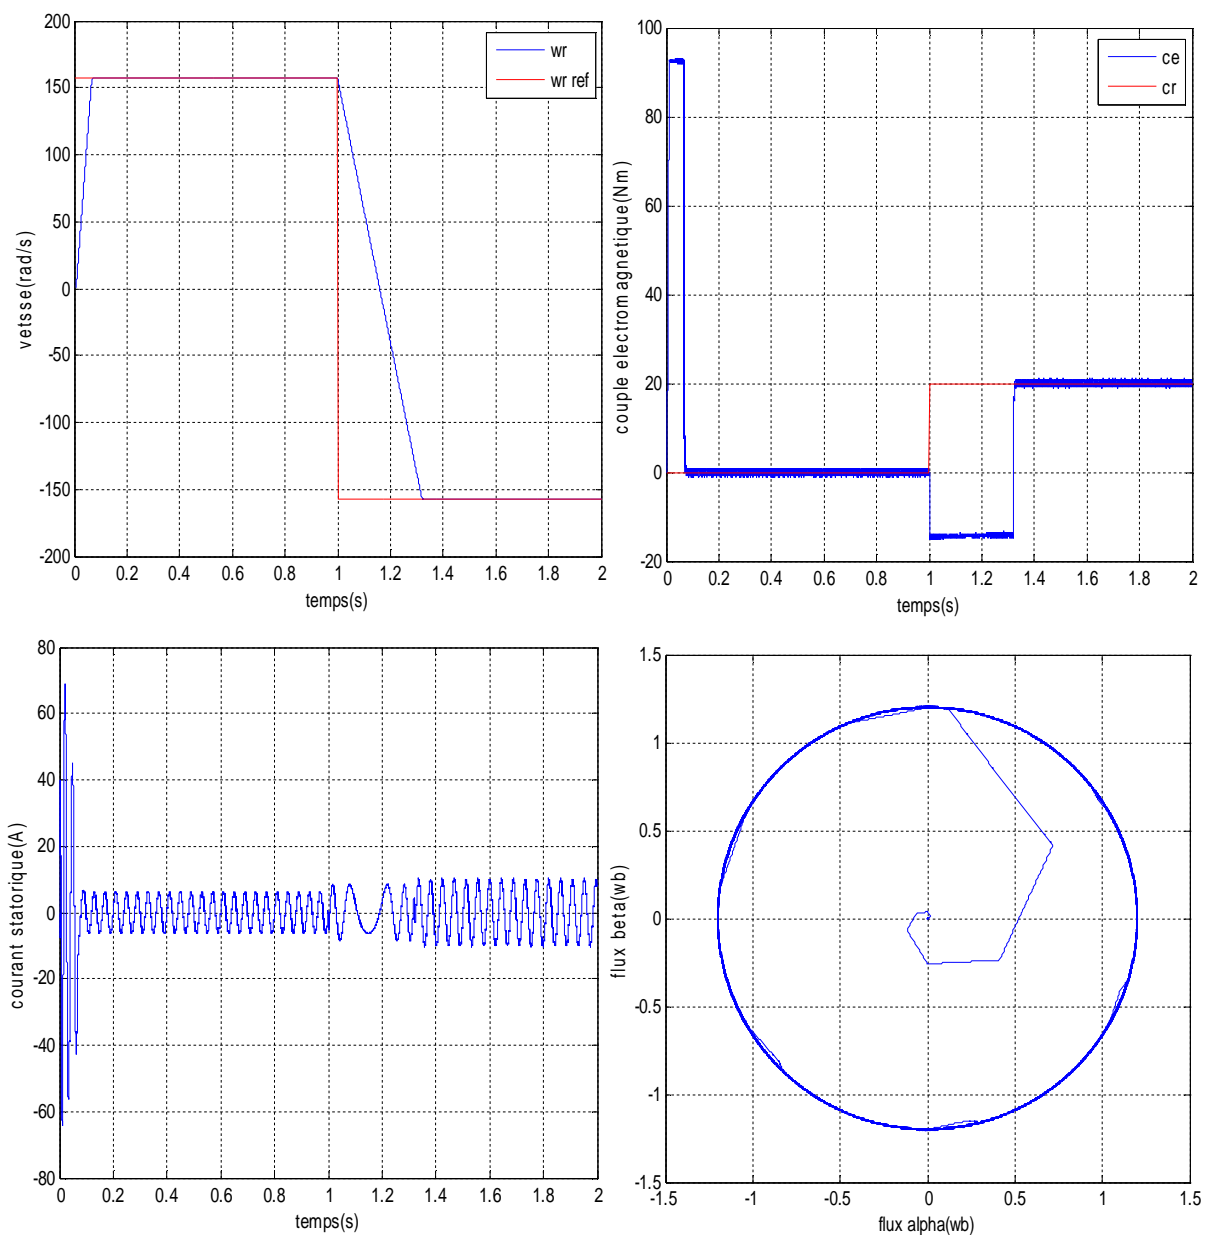 200
150
100
50
0
-50
-100
-150
-200
vetsse(rad/s)
wr
wr ref
0 0.2 0.4 0.6 0.8 1 1.2 1.4 1.6 1.8 2
temps(s)
100
80
60
40
20
0
-20
couple electrom agnetique(Nm)
ce
cr
0 0.2 0.4 0.6 0.8 1 1.2 1.4 1.6 1.8 2
temps(s)
80
60
40
20
0
-20
-40
-60
-80
courant statorique(A)
0 0.2 0.4 0.6 0.8 1 1.2 1.4 1.6 1.8 2
temps(s)
1.5
1
0.5
0
-0.5
-1
-1.5
flux beta(wb)
-1.5 -1 -0.5 0 0.5 1 1.5
flux alpha(wb)